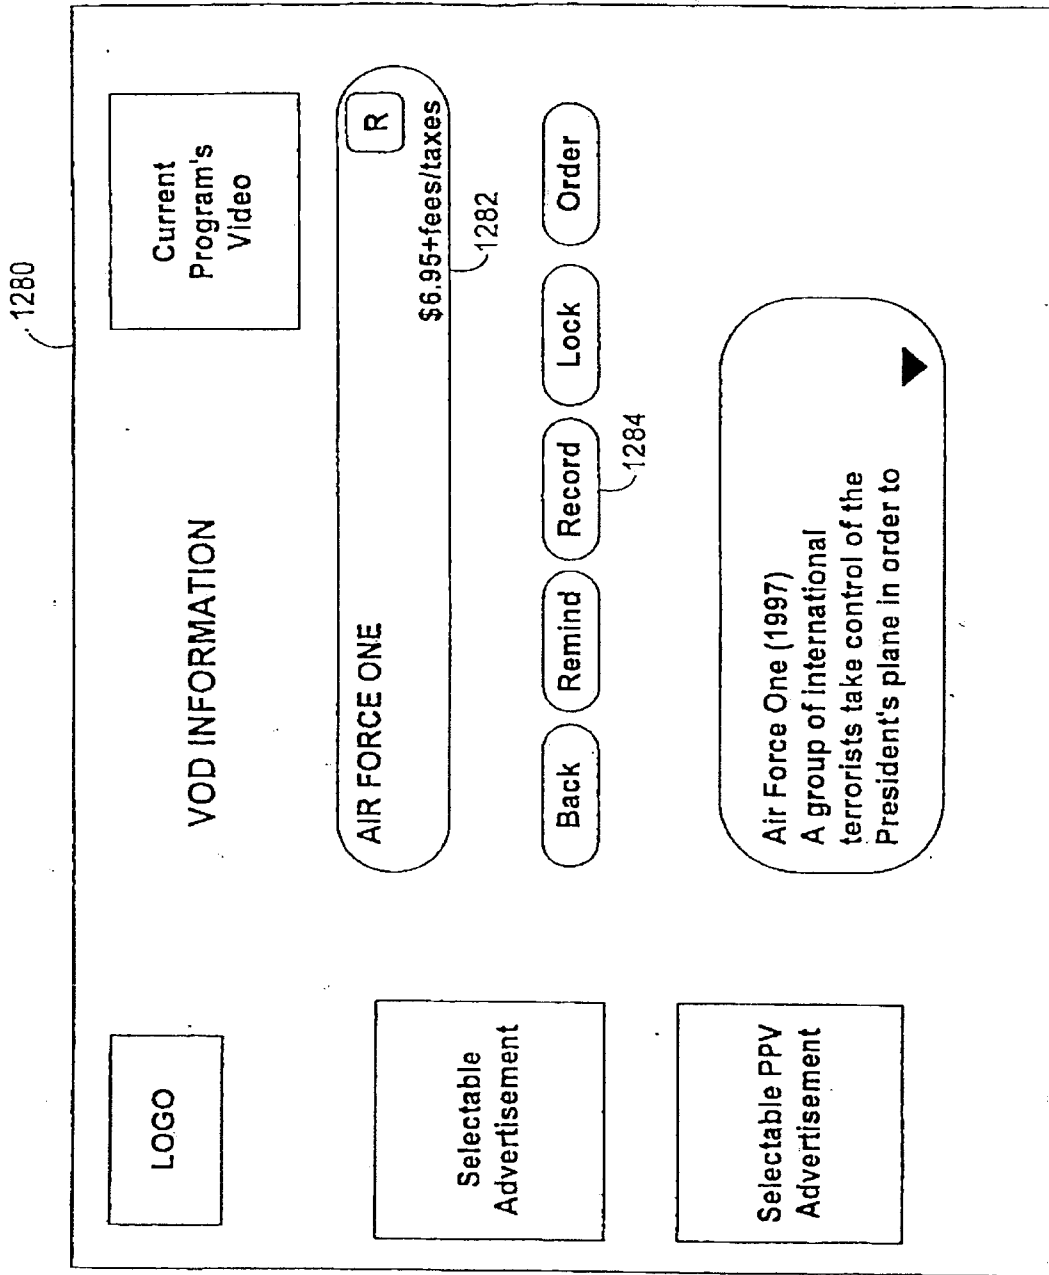 1280
LOGO
VOD INFORMATION
Current
Program's
Video
AIR FORCE ONE
R
$6.95+fees/taxes
1282
Back
Remind
Record
Lock
Order
1284
Selectable
Advertisement
Selectable PPV
Advertisement
Air Force One (1997)
A group of international
terrorists take control of the
President's plane in order to